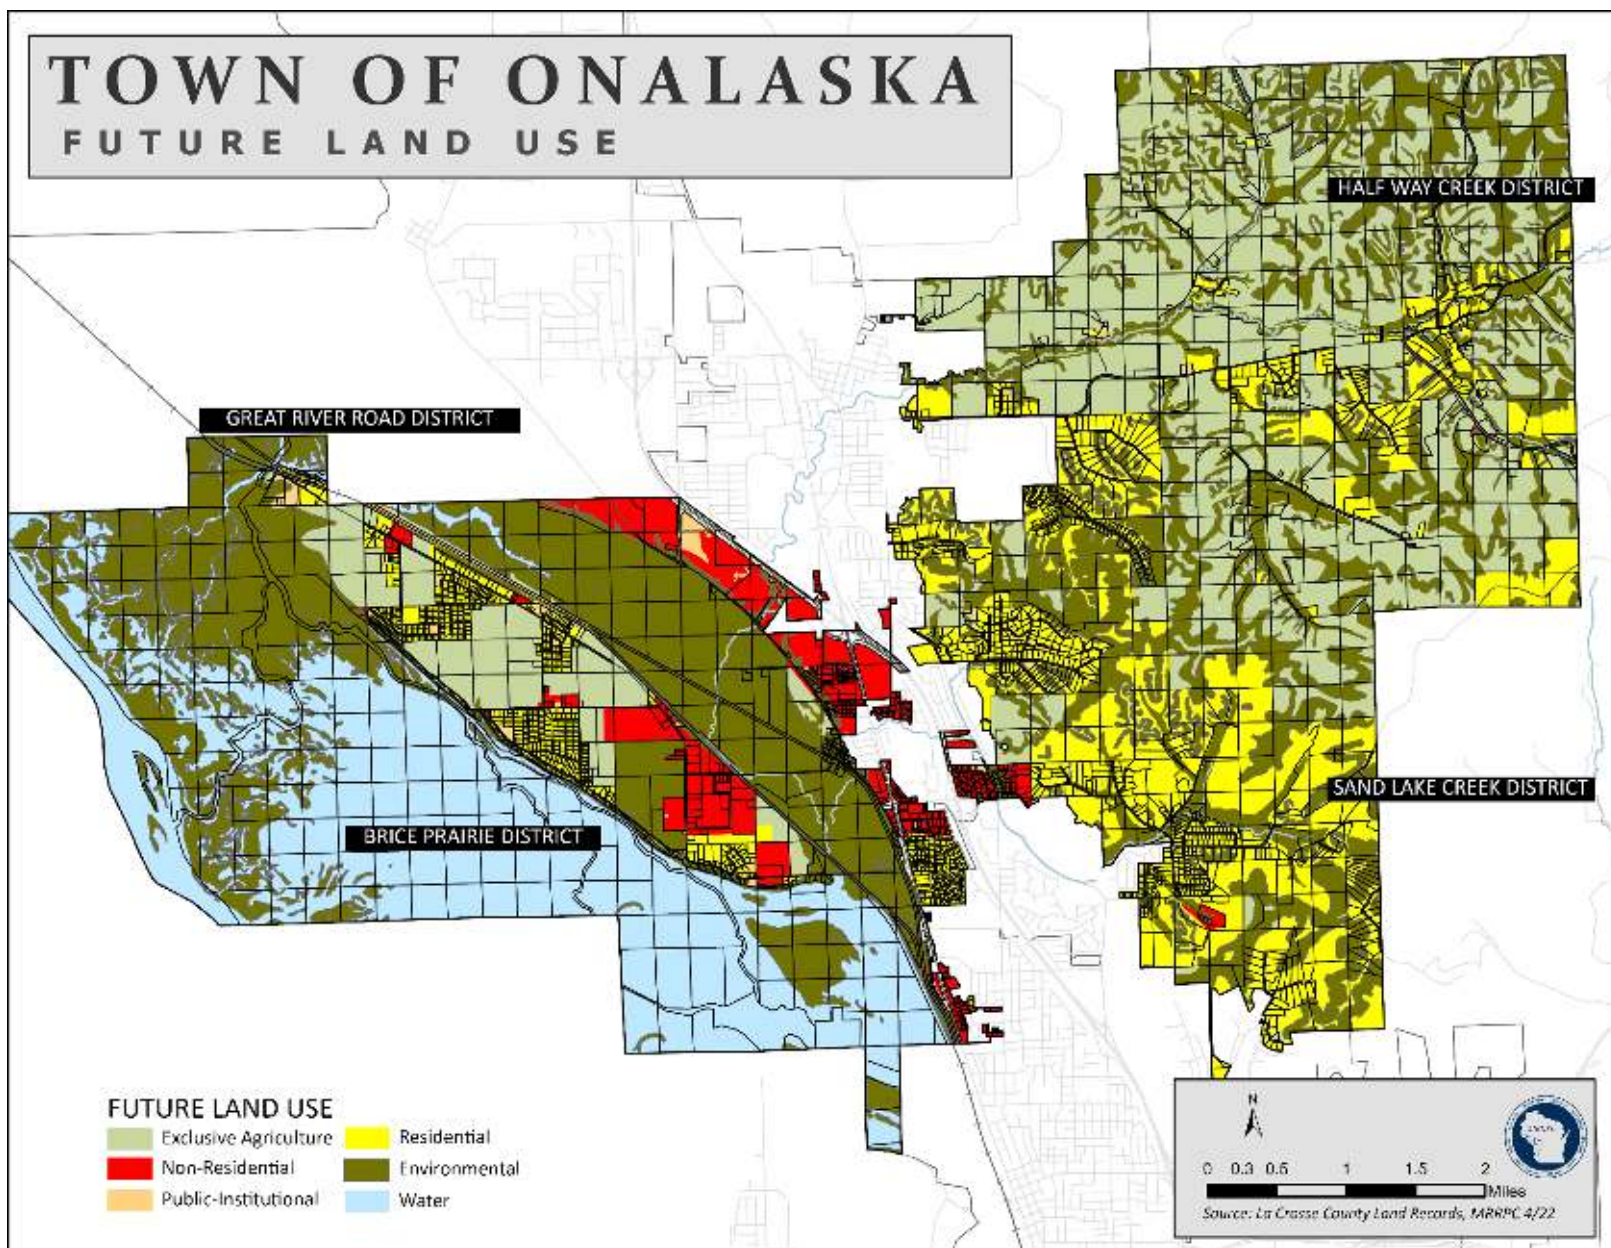 TOWN OF ONALASKA
FUTURE LAND USE
HALF WAY CREEK DISTRICT
GREAT RIVER ROAD DISTRICT
SAND LAKE CREEK DISTRICT
BRICE PRAIRIE DISTRICT
FUTURE LAND USE
Exclusive Agriculture
Residential
Non-Residential
Environmental
Public-Institutional
Water
N
0 0.3 0.5 1 1.5 2
Miles
Source: La Crosse County Land Records, MRRPC 4/22